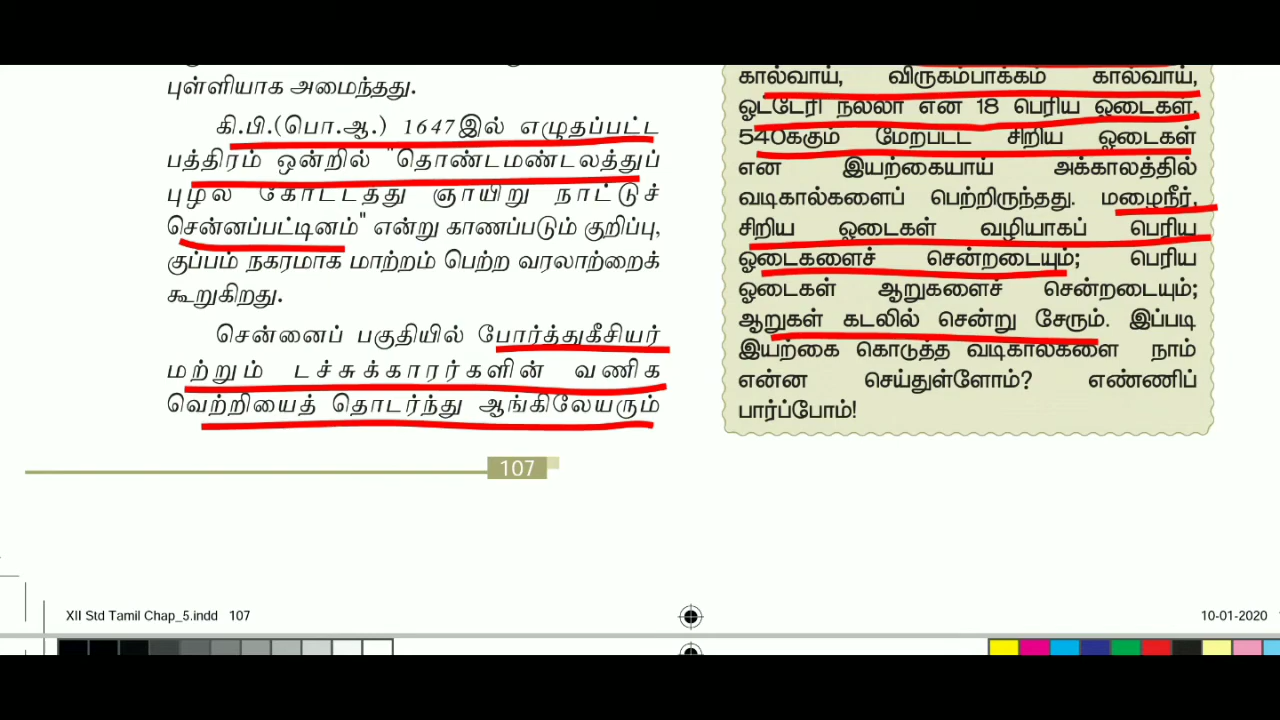 புள்ளியாக அமைந்தது.
கி.பி.(பொ.ஆ.) 1647இல் எழுதப்பட்ட
பத்திரம் ஒன்றில் "தொண்டமண்டலத்துப்
புழல் கோட்டத்து ஞாயிறு நாட்டுச்
சென்னப்பட்டினம்" என்று காணப்படும் குறிப்பு,
குப்பம் நகரமாக மாற்றம் பெற்ற வரலாற்றைக்
கூறுகிறது.
சென்னைப் பகுதியில் போர்த்துகீசியர்
மற்றும் டச்சுக்காரர்களின் வணிக
வெற்றியைத் தொடர்ந்து ஆங்கிலேயரும்
கால்வாய், விருகம்பாக்கம் கால்வாய்,
ஓட்டேரி நல்லா என 18 பெரிய ஓடைகள்,
540க்கும் மேற்பட்ட சிறிய ஓடைகள்
என இயற்கையாய் அக்காலத்தில்
வடிகால்களைப் பெற்றிருந்தது. மழைநீர்,
சிறிய ஓடைகள் வழியாகப் பெரிய
ஓடைகளைச் சென்றடையும்; பெரிய
ஓடைகள் ஆறுகளைச் சென்றடையும்;
ஆறுகள் கடலில் சென்று சேரும். இப்படி
இயற்கை கொடுத்த வடிகால்களை நாம்
என்ன செய்துள்ளோம்? எண்ணிப்
பார்ப்போம்!
107
XII Std Tamil Chap_5.indd 107
10-01-2020